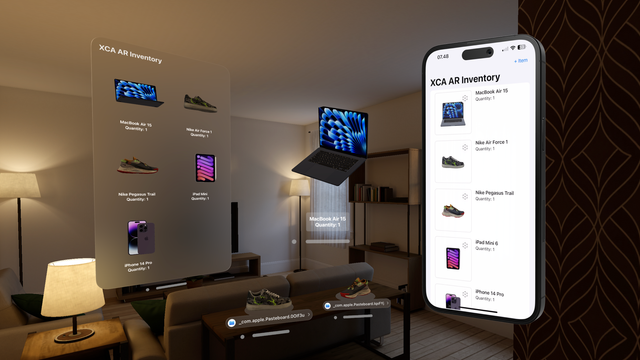 XCA AR Inventory
MacBook Air 15
Quantity: 1
Nike Air Force 1
Quantity: 1
Nike Pegasus Trail
Quantity: 1
iPad Mini
Quantity: 1
iPhone 14 Pro
Quantity: 1
MacBook Air 15
Quantity: 1
07.46
+ Item
XCA AR Inventory
MacBook Air 15
Quantity: 1
Nike Air Force 1
Quantity: 1
Nike Pegasus Trail
Quantity: 1
iPad Mini 6
Quantity: 1
iPhone 14 Pro
Quantity: 1